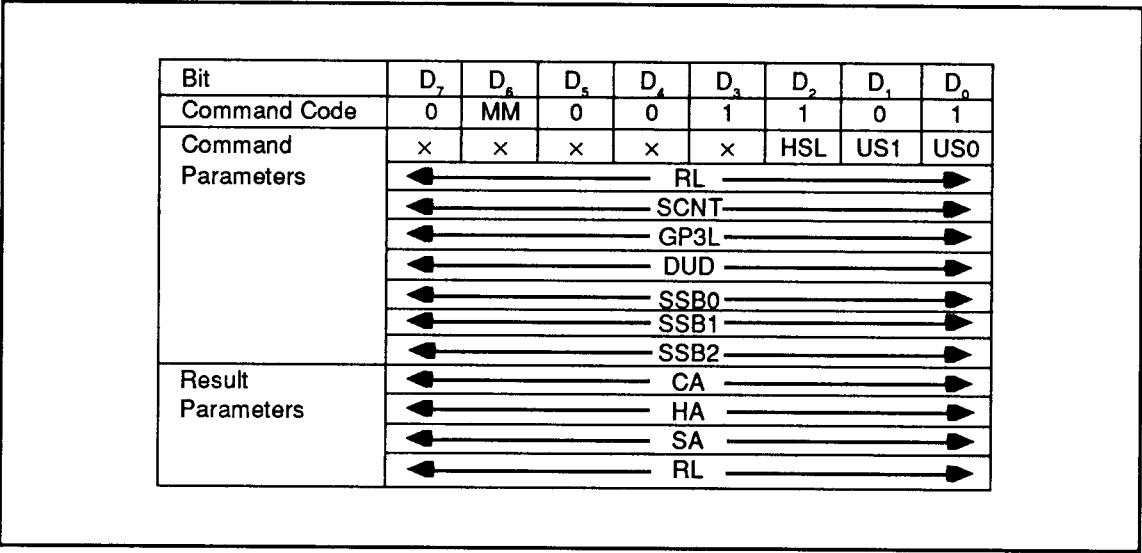 Bit D7 D6 D5 D4 D3 D2 D1 D0
Command Code 0 MM 0 0 1 1 0 1
Command × × × × × HSL US1 US0
Parameters RL
SCNT
GP3L
DUD
SSB0
SSB1
SSB2
Result CA
Parameters HA
SA
RL